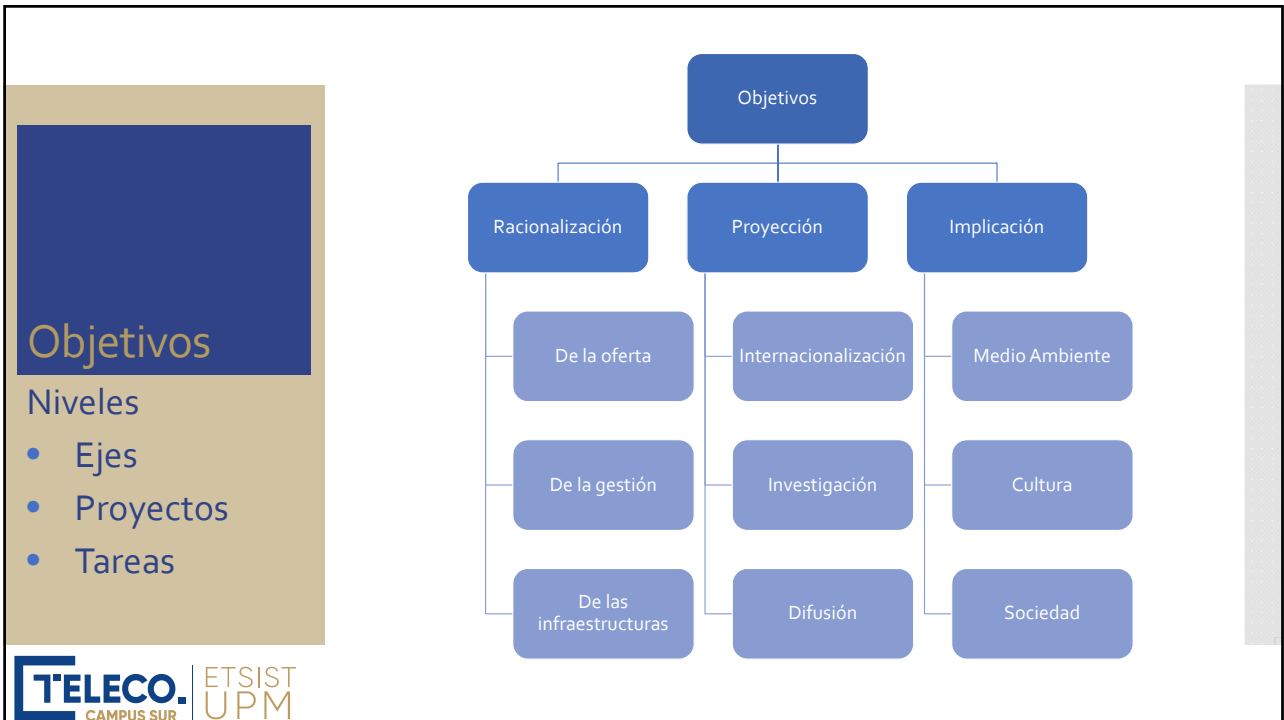 Objetivos
Niveles
• Ejes
• Proyectos
• Tareas
TELECO.
CAMPUS SUR
ETSIST
UPM
Objetivos
Racionalización
De la oferta
De la gestión
De las
infraestructuras
Proyección
Internacionalización
Investigación
Difusión
Implicación
Medio Ambiente
Cultura
Sociedad